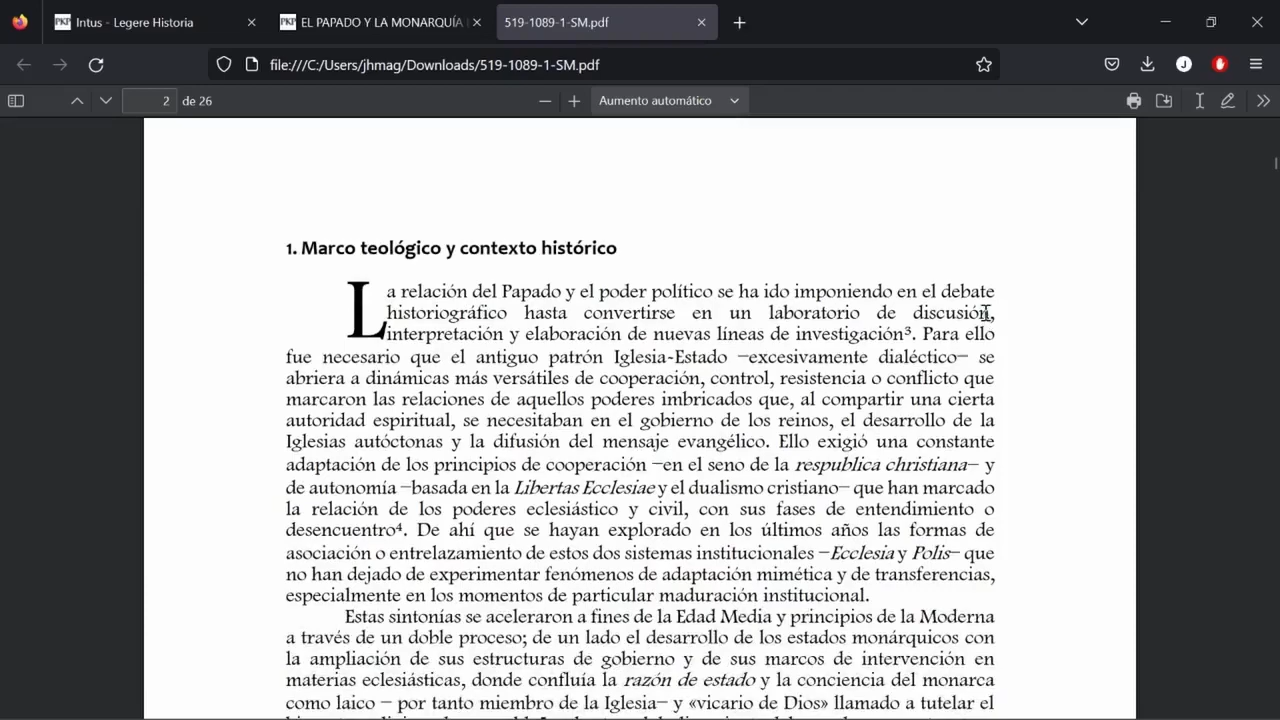 Intus - Legere Historia
EL PAPADO Y LA MONARQUÍA
519-1089-1-SM.pdf
file:///C:/Users/jhmag/Downloads/519-1089-1-SM.pdf
J
2 de 26
Aumento automático
1. Marco teológico y contexto histórico
La relación del Papado y el poder político se ha ido imponiendo en el debate
historiográfico hasta convertirse en un laboratorio de discusión,
interpretación y elaboración de nuevas líneas de investigación³. Para ello
fue necesario que el antiguo patrón Iglesia-Estado –excesivamente dialéctico– se
abriera a dinámicas más versátiles de cooperación, control, resistencia o conflicto que
marcaron las relaciones de aquellos poderes imbricados que, al compartir una cierta
autoridad espiritual, se necesitaban en el gobierno de los reinos, el desarrollo de la
Iglesias autóctonas y la difusión del mensaje evangélico. Ello exigió una constante
adaptación de los principios de cooperación –en el seno de la respublica christiana– y
de autonomía –basada en la Libertas Ecclesiae y el dualismo cristiano– que han marcado
la relación de los poderes eclesiástico y civil, con sus fases de entendimiento o
desencuentro⁴. De ahí que se hayan explorado en los últimos años las formas de
asociación o entrelazamiento de estos dos sistemas institucionales –Ecclesia y Polis– que
no han dejado de experimentar fenómenos de adaptación mimética y de transferencias,
especialmente en los momentos de particular maduración institucional.
Estas sintonías se aceleraron a fines de la Edad Media y principios de la Moderna
a través de un doble proceso; de un lado el desarrollo de los estados monárquicos con
la ampliación de sus estructuras de gobierno y de sus marcos de intervención en
materias eclesiásticas, donde confluía la razón de estado y la conciencia del monarca
como laico – por tanto miembro de la Iglesia– y «vicario de Dios» llamado a tutelar el